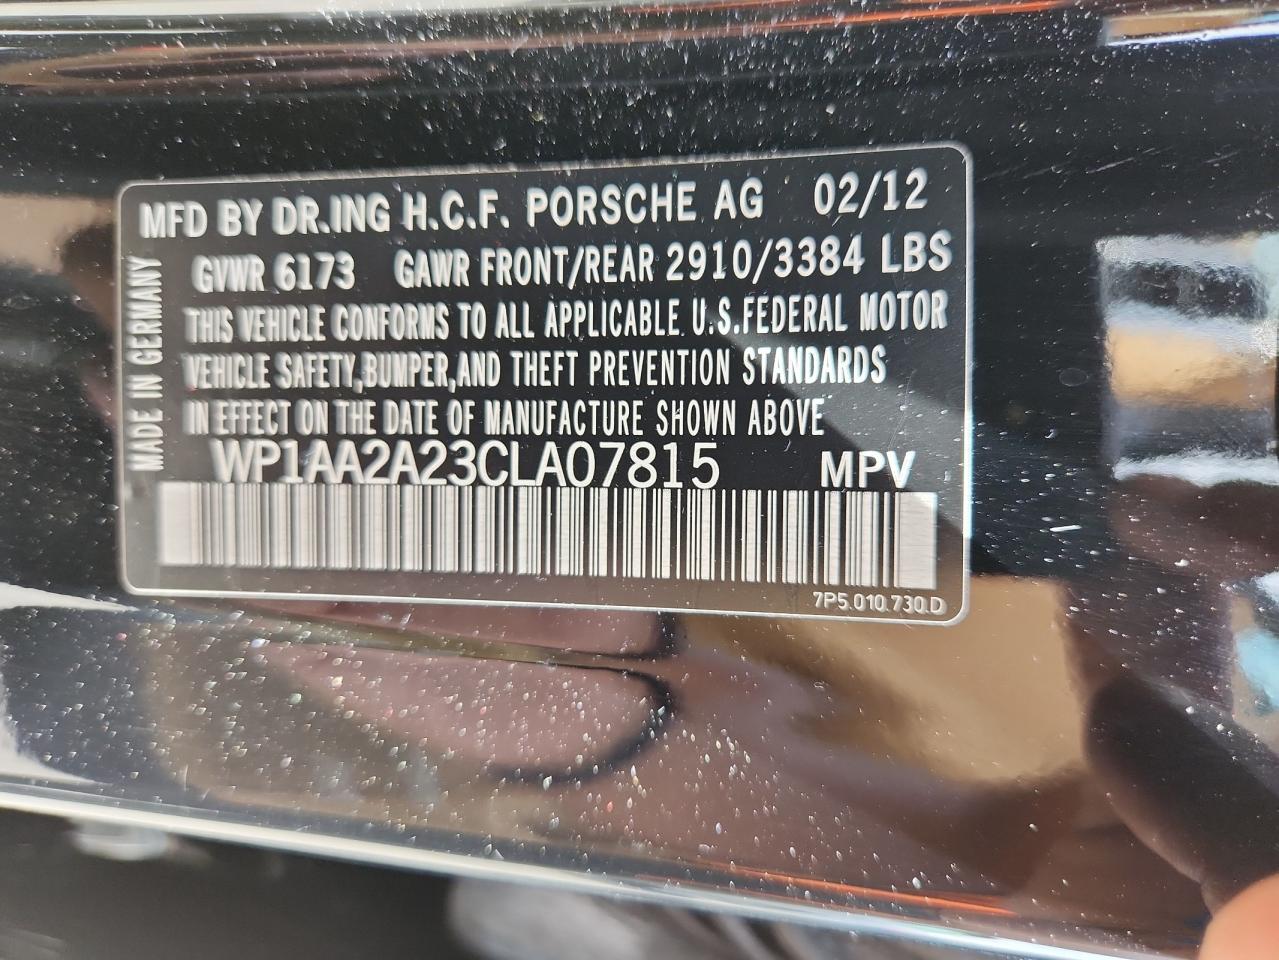 MFD BY DR.ING H.C.F. PORSCHE AG 02/12
GVWR 6173 GAWR FRONT/REAR 2910/3384 LBS
THIS VEHICLE CONFORMS TO ALL APPLICABLE U.S.FEDERAL MOTOR
VEHICLE SAFETY,BUMPER,AND THEFT PREVENTION STANDARDS
IN EFFECT ON THE DATE OF MANUFACTURE SHOWN ABOVE
WP1AA2A23CLA07815 MPV
7P5.010.730.D
MADE IN GERMANY